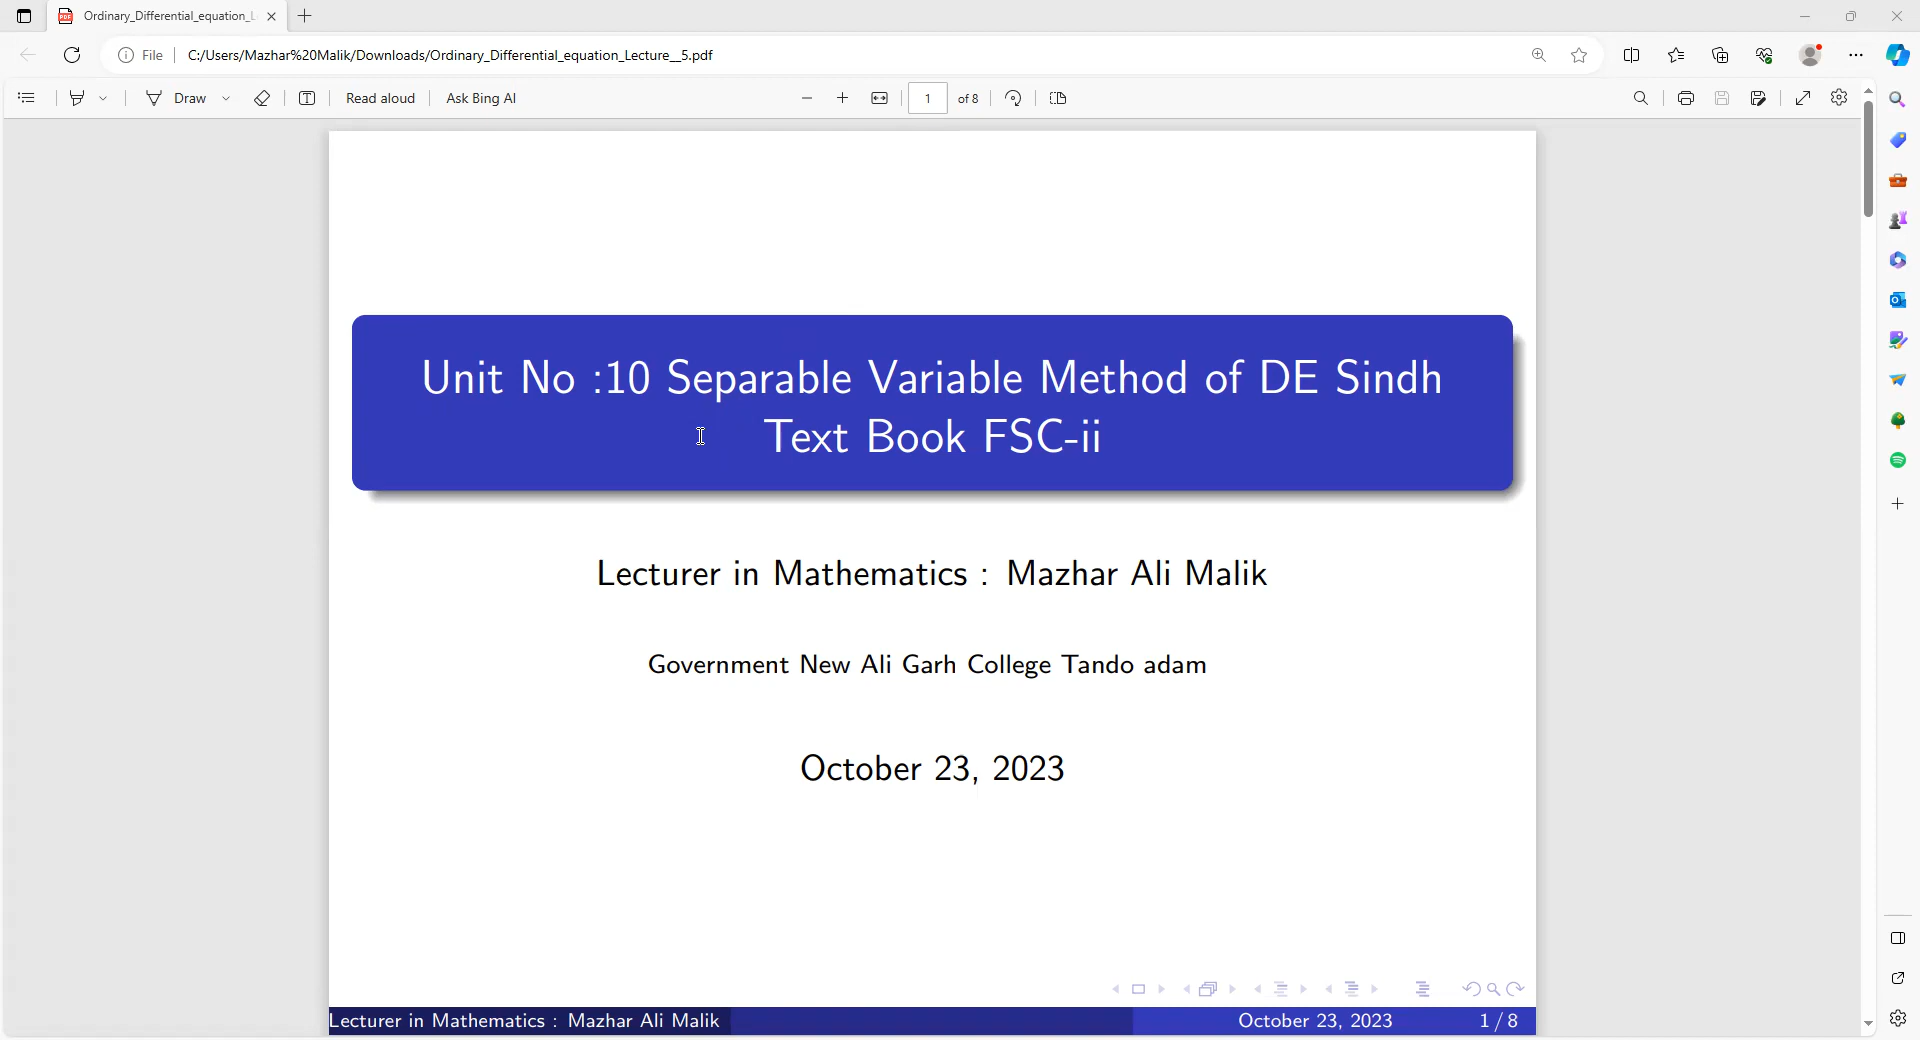 Ordinary_Differential_equation_L
File
C:/Users/Mazhar%20Malik/Downloads/Ordinary_Differential_equation_Lecture__5.pdf
Draw
Read aloud
Ask Bing AI
1
of 8
Unit No :10 Separable Variable Method of DE Sindh
Text Book FSC-ii
Lecturer in Mathematics : Mazhar Ali Malik
Government New Ali Garh College Tando adam
October 23, 2023
Lecturer in Mathematics : Mazhar Ali Malik
October 23, 2023
1 / 8